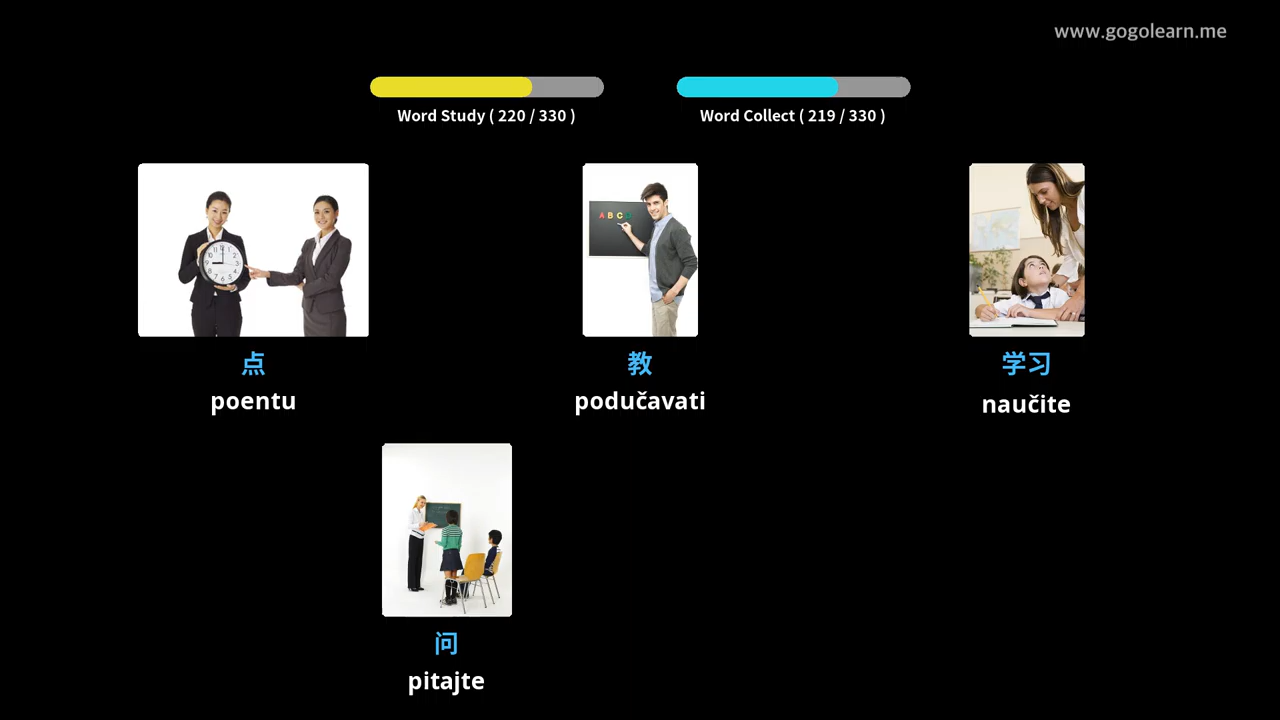 www.gogolearn.me
Word Study ( 220 / 330 )
Word Collect ( 219 / 330 )
点
poentu
教
podučavati
学习
naučite
问
pitajte